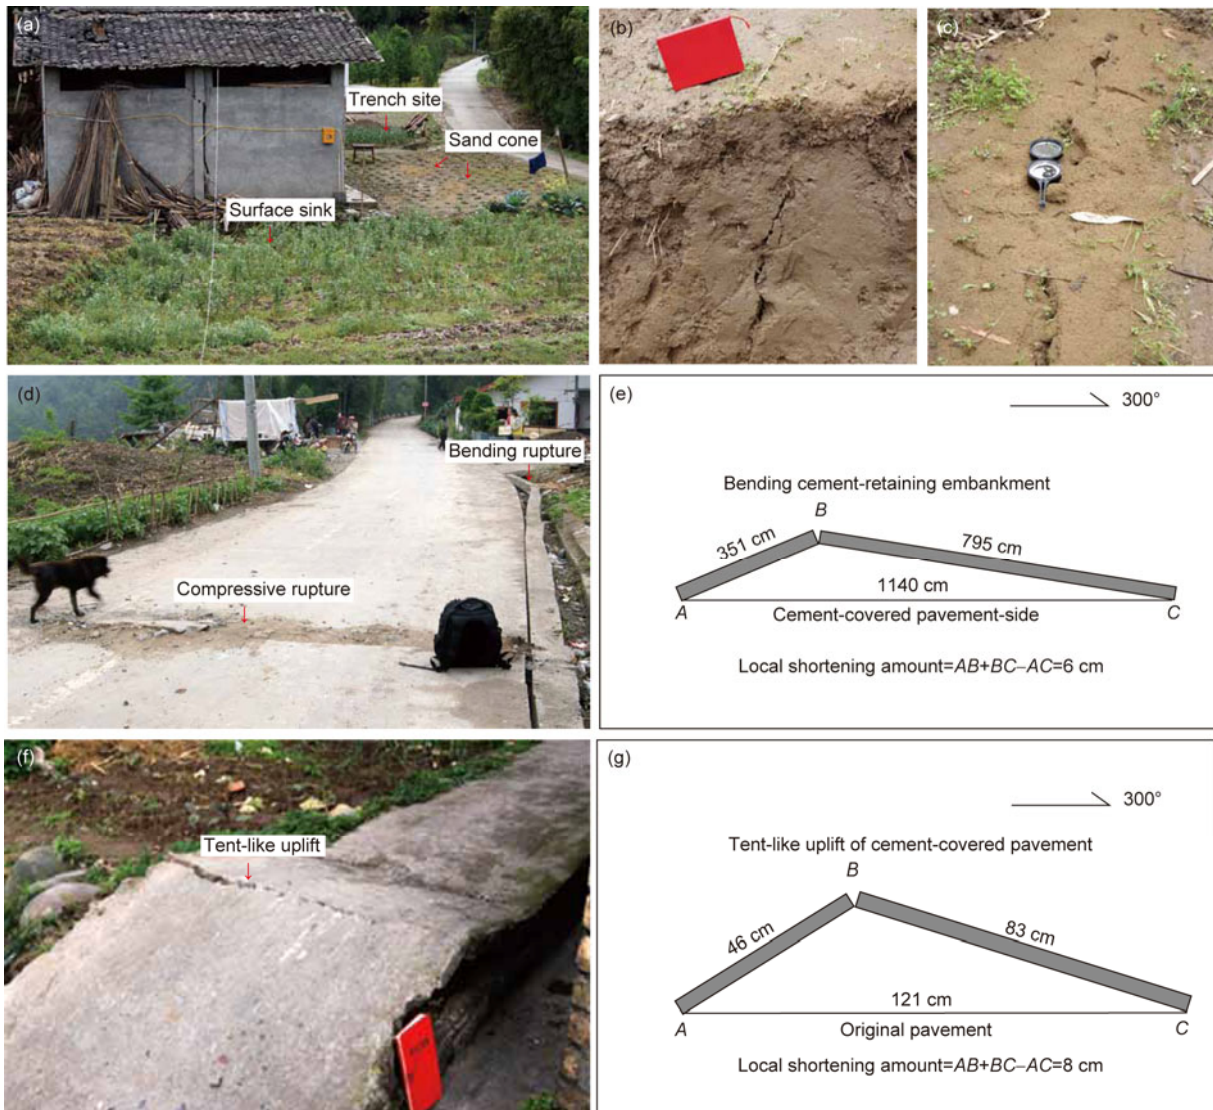 (a)
Trench site
Sand cone
Surface sink
(b)
(c)
(d)
Bending rupture
Compressive rupture
(e)
300°
Bending cement-retaining embankment
B
351 cm
795 cm
1140 cm
A
C
Cement-covered pavement-side
Local shortening amount=AB+BC–AC=6 cm
(f)
Tent-like uplift
(g)
300°
Tent-like uplift of cement-covered pavement
B
46 cm
83 cm
121 cm
A
C
Original pavement
Local shortening amount=AB+BC–AC=8 cm